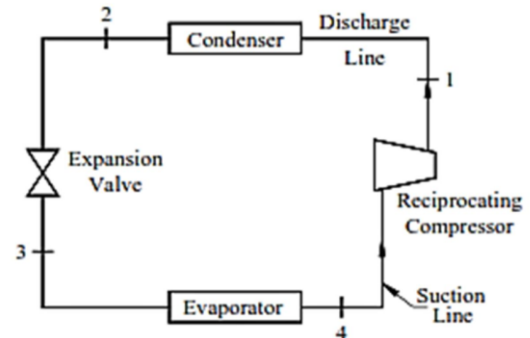 2
Condenser
Discharge
Line
1
Expansion
Valve
Reciprocating
Compressor
3
Evaporator
4
Suction
Line